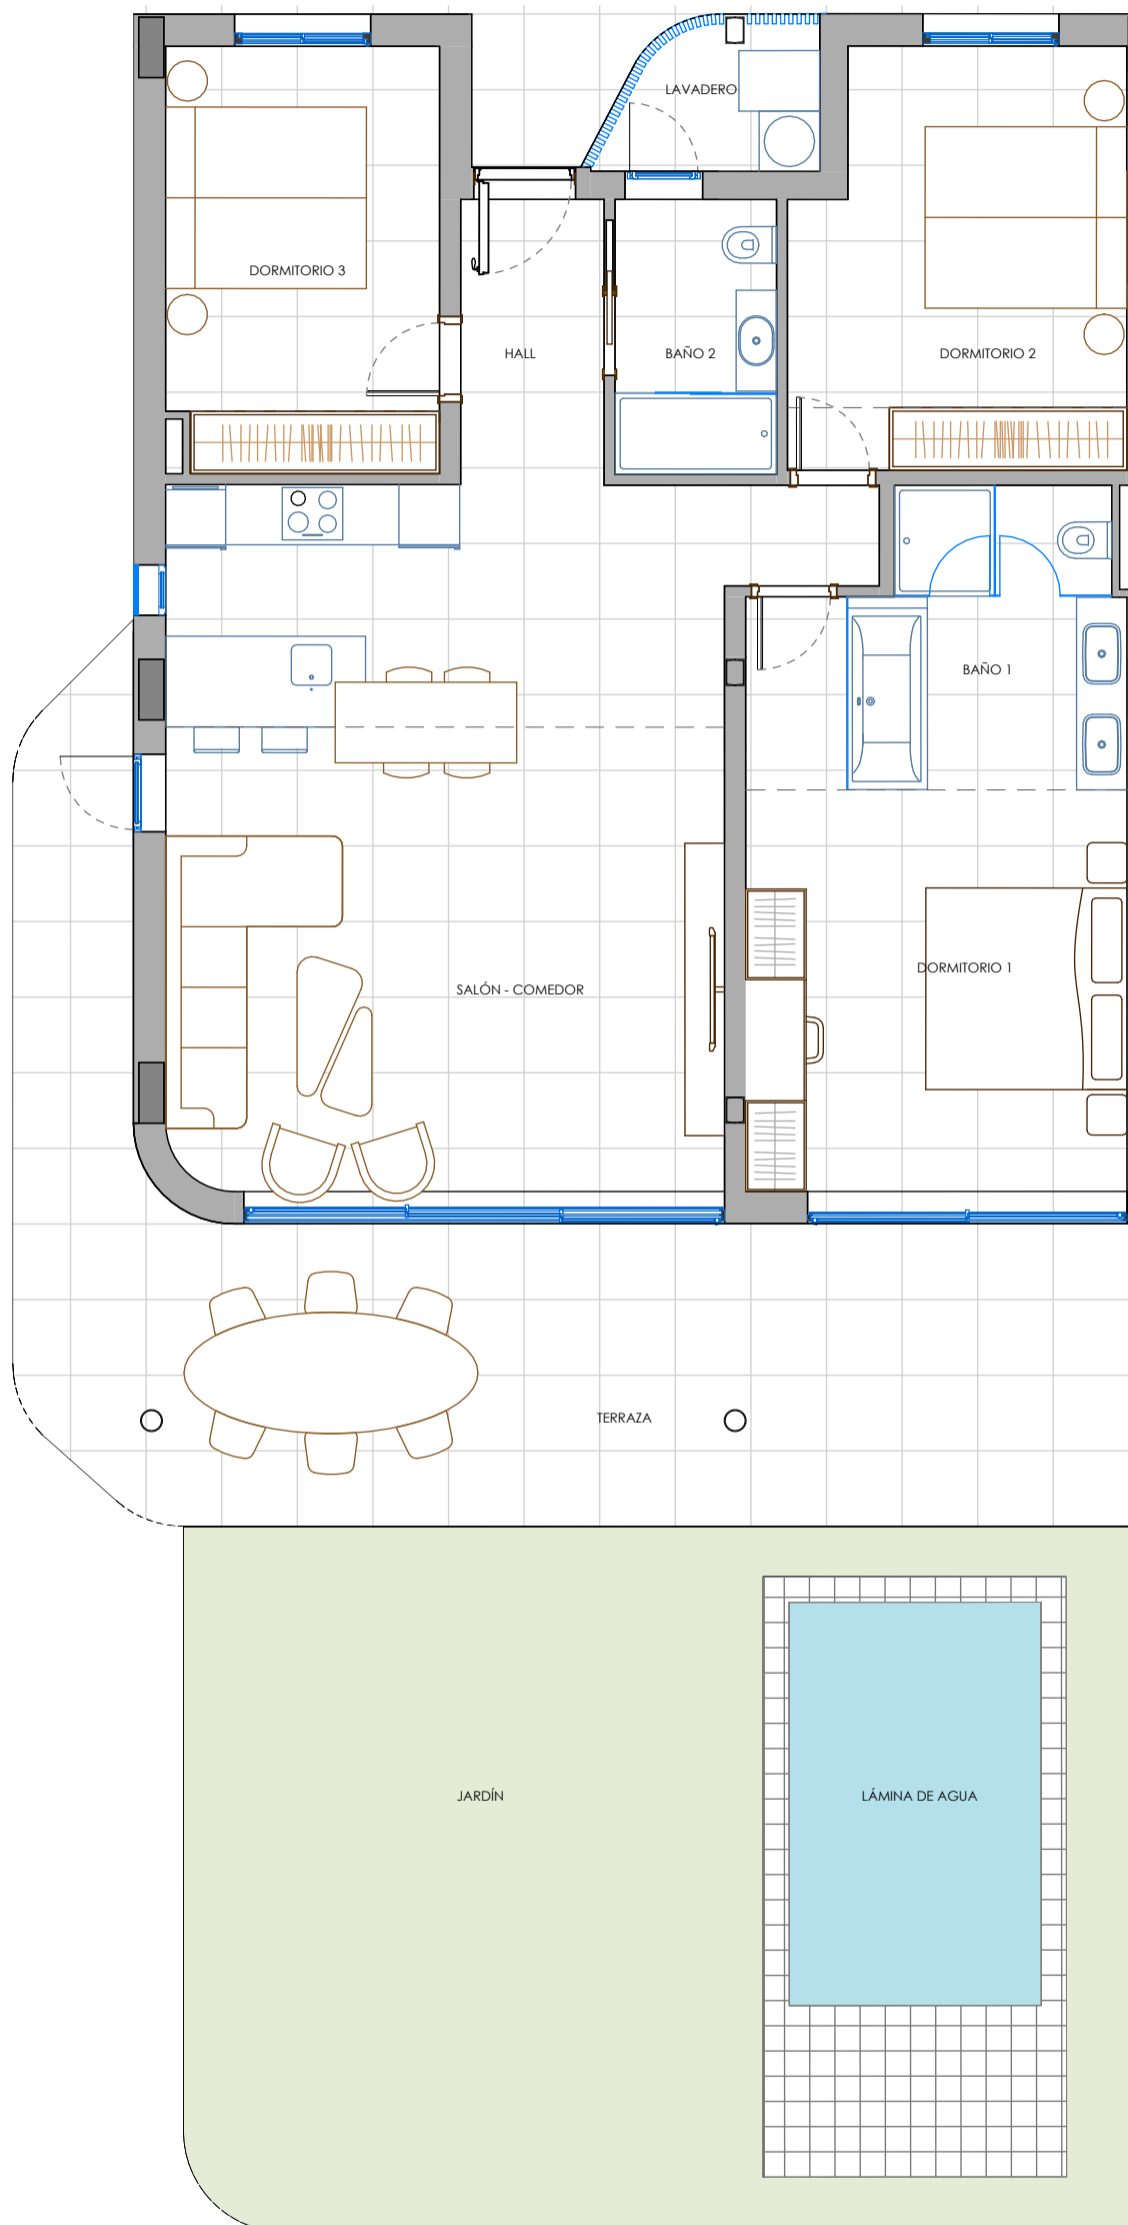 LAVADERO
DORMITORIO 3
HALL
BAÑO 2
DORMITORIO 2
BAÑO 1
DORMITORIO 1
SALÓN - COMEDOR
TERRAZA
JARDÍN
LÁMINA DE AGUA